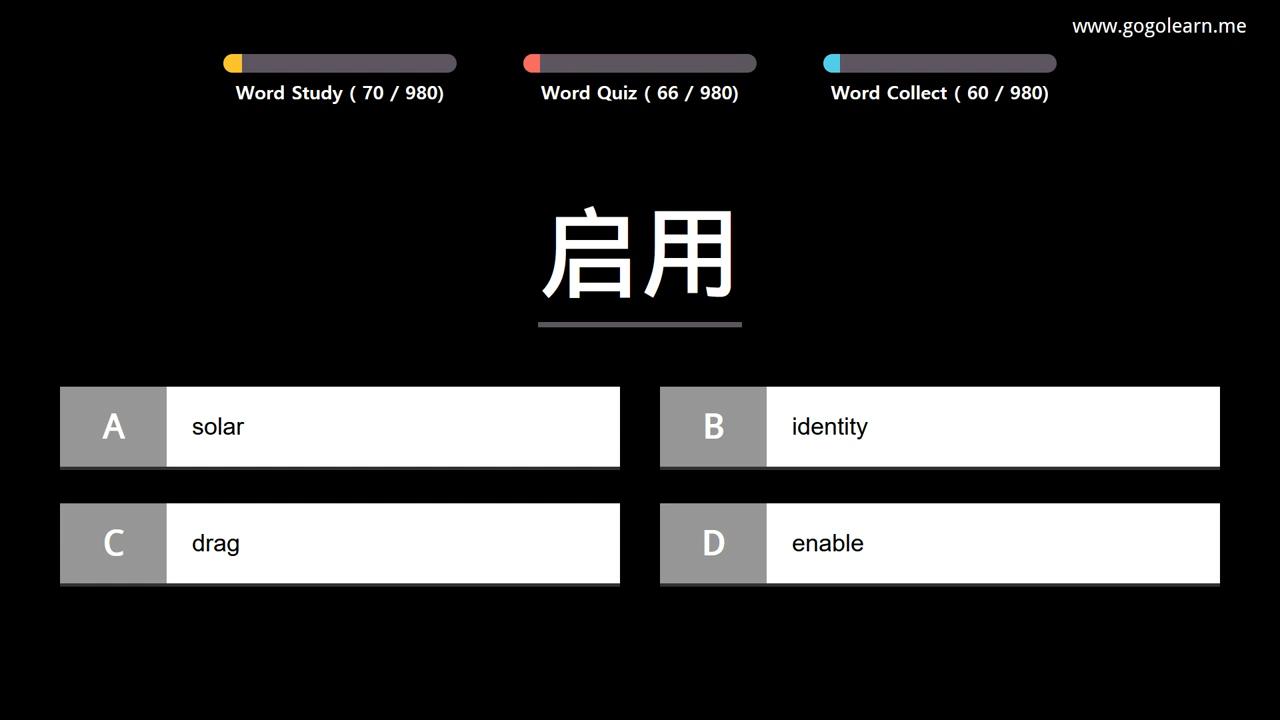 www.gogolearn.me
Word Study ( 70 / 980)
Word Quiz ( 66 / 980)
Word Collect ( 60 / 980)
启用
A solar
B identity
C drag
D enable